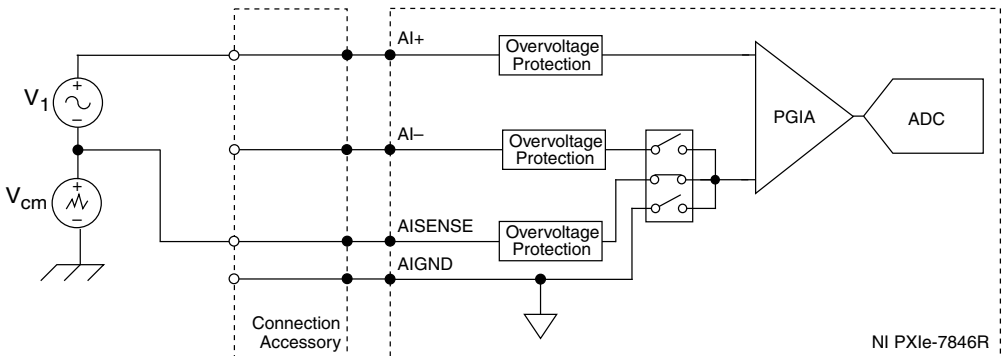 AI+
Overvoltage
Protection
+
V1
−
PGIA
ADC
AI−
Overvoltage
Protection
+
Vcm
−
AISENSE
Overvoltage
Protection
AIGND
Connection
Accessory
NI PXIe-7846R